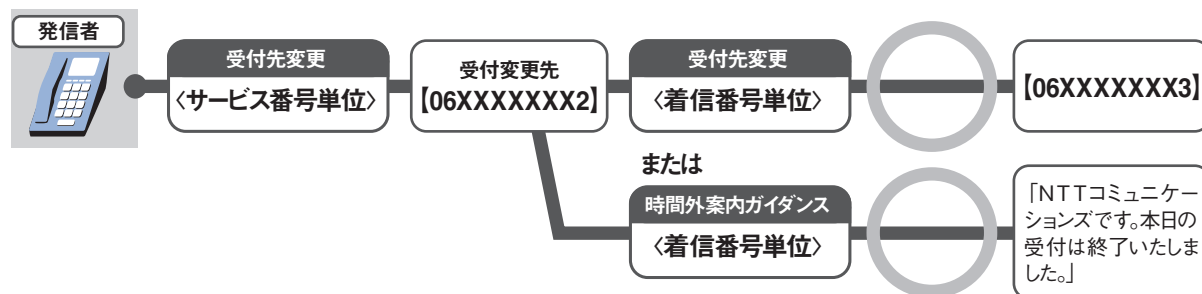 発信者
受付先変更
〈サービス番号単位〉
受付変更先
【06XXXXXXX2】
受付先変更
〈着信番号単位〉
【06XXXXXXX3】
または
時間外案内ガイダンス
〈着信番号単位〉
「NTTコミュニケー
ションズです。本日の
受付は終了いたしま
した。」